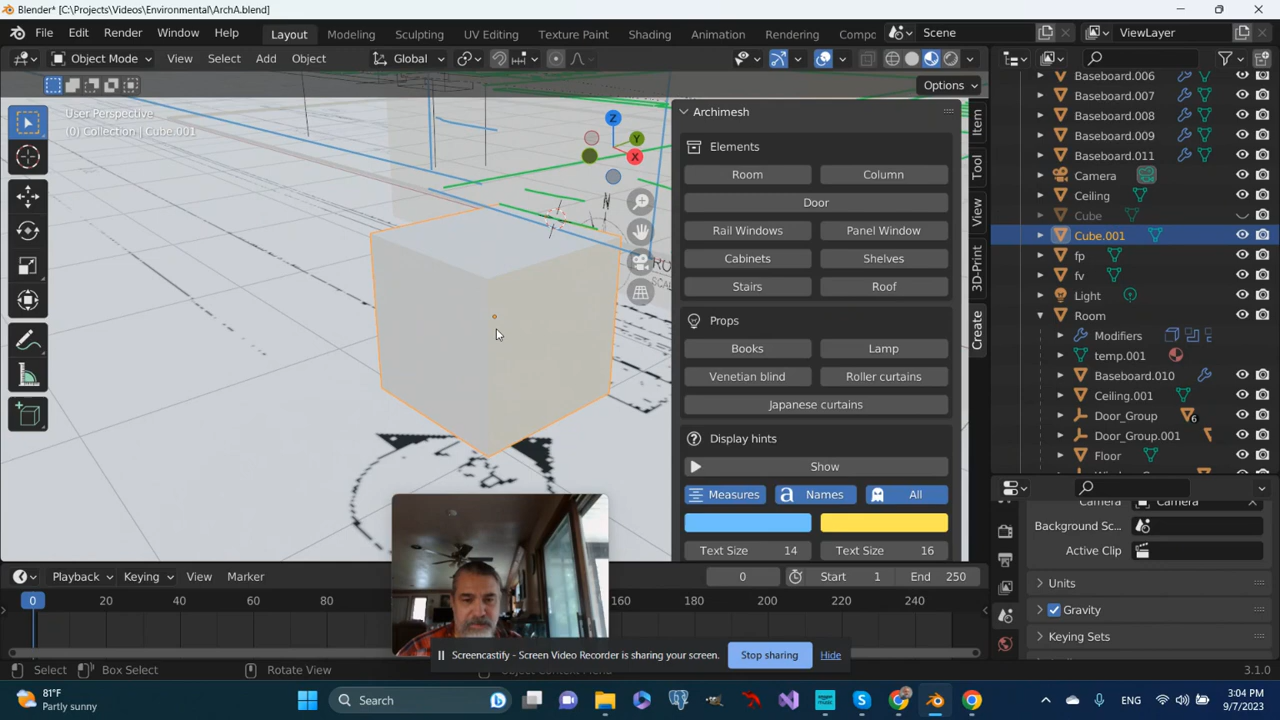 Blender* [C:\Projects\Videos\Environmental\ArchA.blend]
File Edit Render Window Help Layout Modeling Sculpting UV Editing Texture Paint Shading Animation Rendering Compo Scene ViewLayer
Object Mode View Select Add Object Global
Options
User Perspective
(0) Collection | Cube.001
Z
Y
X
N
Archimesh
Elements
Room Column
Door
Rail Windows Panel Window
Cabinets Shelves
Stairs Roof
Props
Books Lamp
Venetian blind Roller curtains
Japanese curtains
Display hints
Show
Measures Names All
Text Size 14 Text Size 16
Item
Tool
View
3D-Print
Create
Baseboard.006
Baseboard.007
Baseboard.008
Baseboard.009
Baseboard.011
Camera
Ceiling
Cube
Cube.001
fp
fv
Light
Room
Modifiers
temp.001
Baseboard.010
Ceiling.001
Door_Group 6
Door_Group.001
Floor
Camera Camera
Background Sc...
Active Clip
Units
Gravity
Keying Sets
Playback Keying View Marker 0 Start 1 End 250
0 20 40 60 80 160 180 200 220 240
Screencastify - Screen Video Recorder is sharing your screen. Stop sharing Hide
Select Box Select Rotate View 3.1.0
81°F
Partly sunny
Search
ENG
3:04 PM
9/7/2023